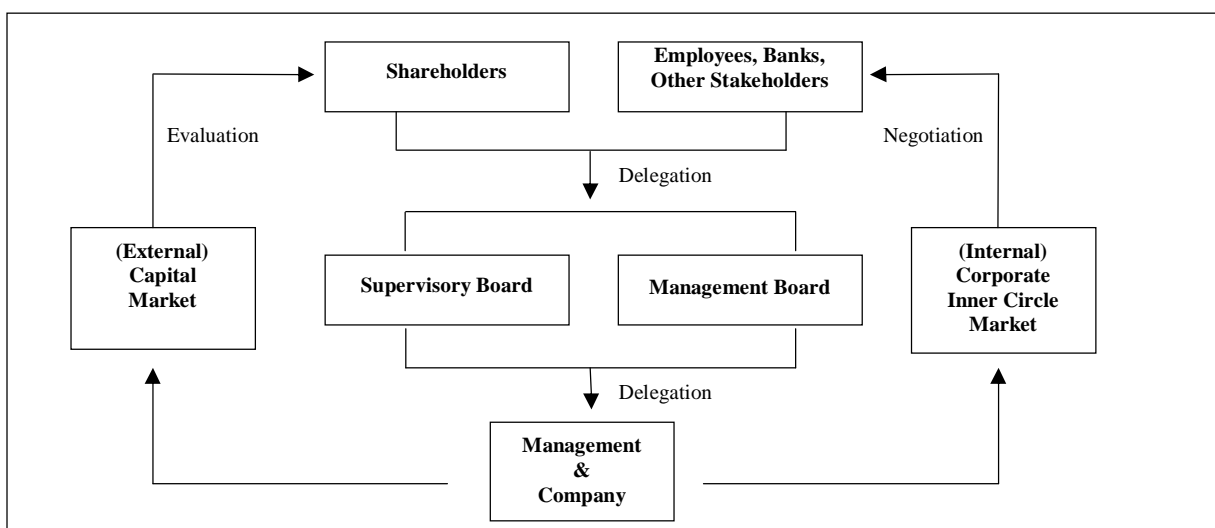 Shareholders
Employees, Banks,
Other Stakeholders
Evaluation
Negotiation
Delegation
(External)
Capital
Market
Supervisory Board
Management Board
(Internal)
Corporate
Inner Circle
Market
Delegation
Management
&
Company